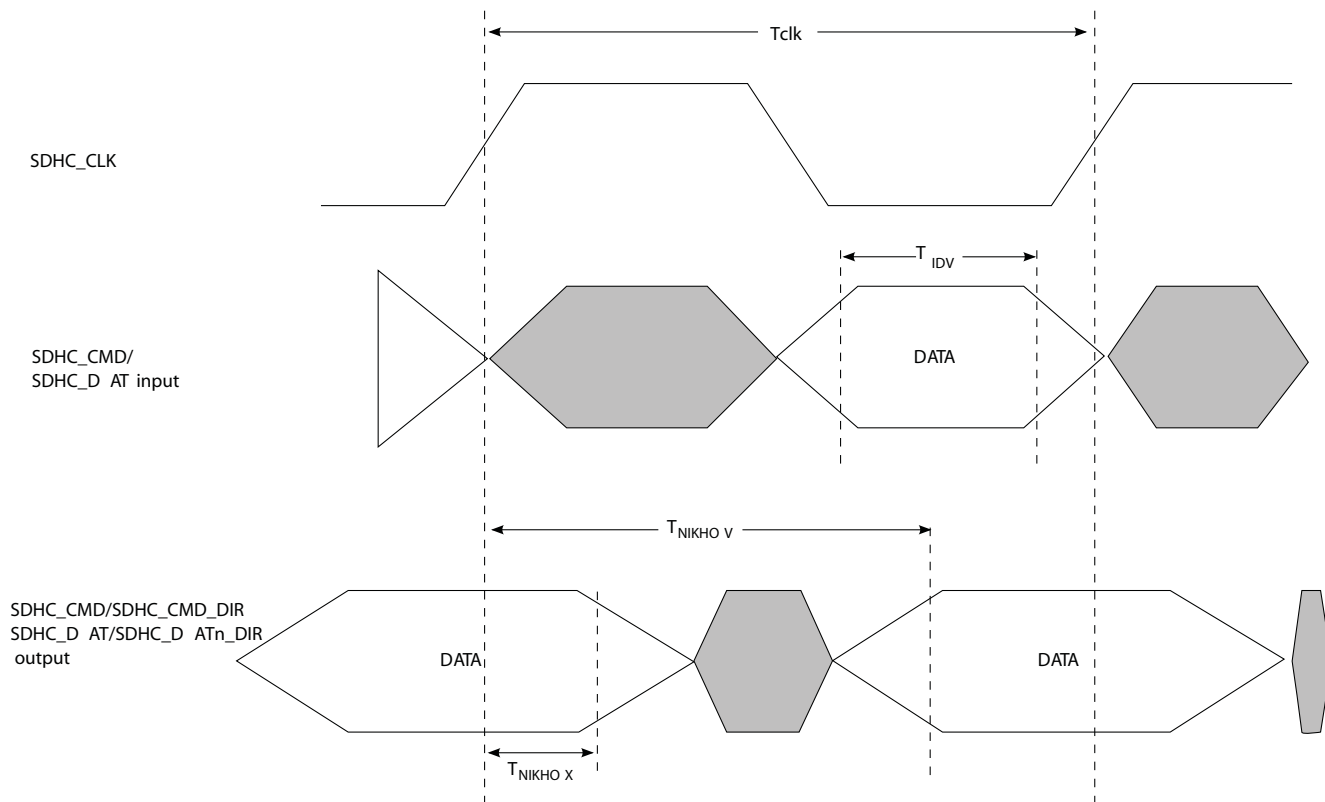 Tclk
SDHC_CLK
T IDV
SDHC_CMD/
SDHC_D AT input
DATA
T NIKHO V
SDHC_CMD/SDHC_CMD_DIR
SDHC_D AT/SDHC_D ATn_DIR
output
DATA
DATA
T NIKHO X